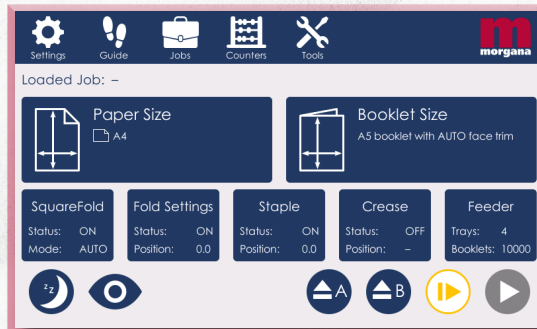 Settings Guide Jobs Counters Tools
morgana
Loaded Job: –
Paper Size
A4
Booklet Size
A5 booklet with AUTO face trim
SquareFold
Status: ON
Mode: AUTO
Fold Settings
Status: ON
Position: 0.0
Staple
Status: ON
Position: 0.0
Crease
Status: OFF
Position: –
Feeder
Trays: 4
Booklets: 10000
z z
A
B